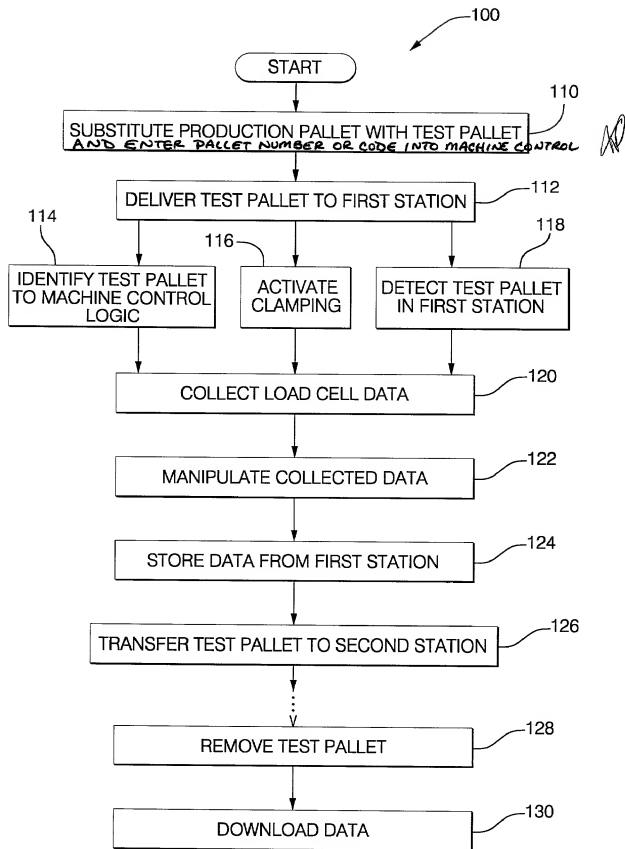 100
START
110
SUBSTITUTE PRODUCTION PALLET WITH TEST PALLET
AND ENTER PALLET NUMBER OR CODE INTO MACHINE CONTROL
112
DELIVER TEST PALLET TO FIRST STATION
114
116
118
IDENTIFY TEST PALLET
TO MACHINE CONTROL
LOGIC
ACTIVATE
CLAMPING
DETECT TEST PALLET
IN FIRST STATION
120
COLLECT LOAD CELL DATA
122
MANIPULATE COLLECTED DATA
124
STORE DATA FROM FIRST STATION
126
TRANSFER TEST PALLET TO SECOND STATION
128
REMOVE TEST PALLET
130
DOWNLOAD DATA